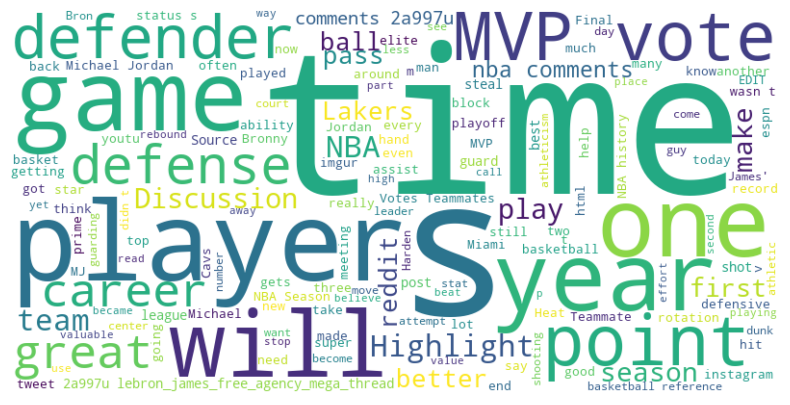 Bron status s comments 2a997u MVP vote see Final way
defender elite less day
back Michael Jordan often ball pass now nba comments much many know another
game time around m man played steal EDIT wasn t
youtu rebound Lakers part block court place
ability Source Bronny Jordan every playoff best athleticism help NBA history come espn
basket getting defense NBA imgur hand even MVP guard today guy make
got star assist high call James' record
yet think Discussion really Votes Teammates play html one
prime guarding didn t away leader Harden still two t
players s meeting Miami basketball year second
MJ top read Cavs gets three post stat shot > athletic
number NBA Season believe move beat p Heat effort first
career league Michael new take reddit defensive
team became made attempt lot Teammate rotation playing
valuable center going want super Highlight point dunk
great will stop become value say shooting good season hit instagram
use need better end basketball reference
tweet 2a997u lebron_james_free_agency_mega_thread